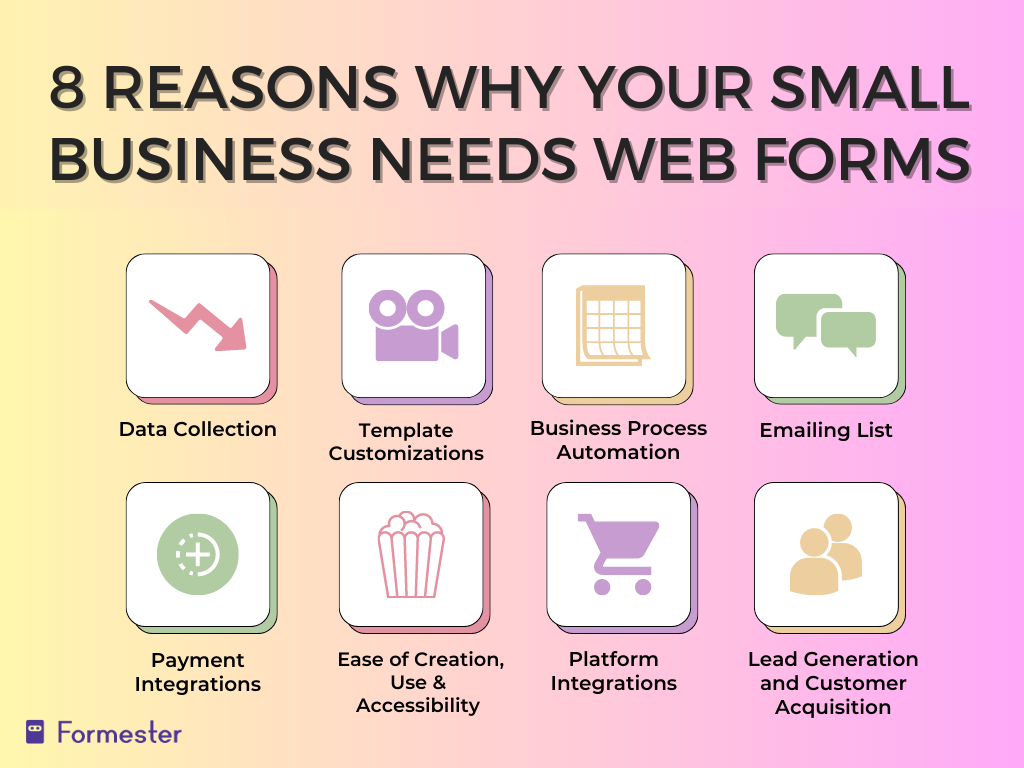 8 REASONS WHY YOUR SMALL
BUSINESS NEEDS WEB FORMS
Data Collection
Template
Customizations
Business Process
Automation
Emailing List
Payment
Integrations
Ease of Creation,
Use &
Accessibility
Platform
Integrations
Lead Generation
and Customer
Acquisition
Formester